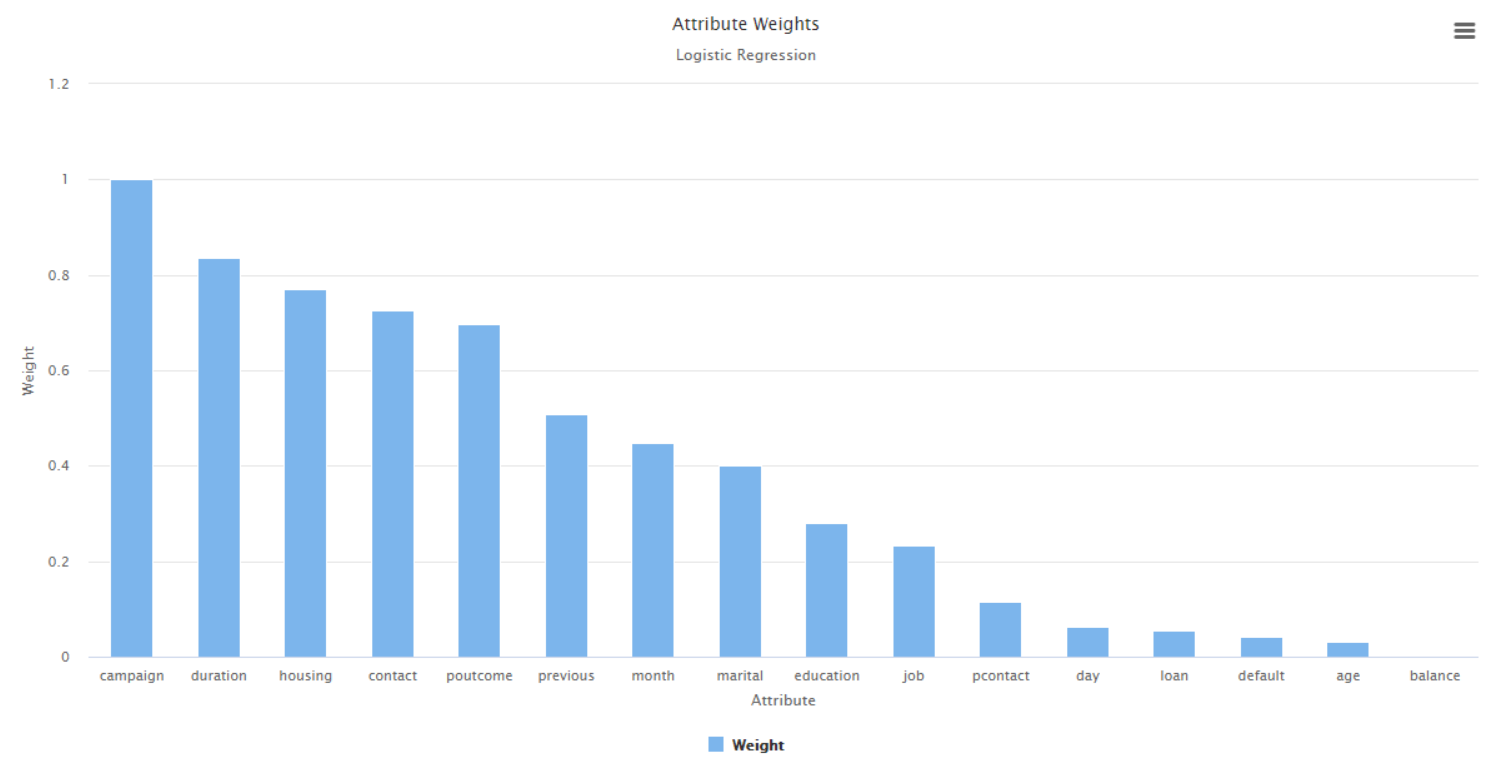 Attribute Weights
Logistic Regression
1.2
1
0.8
0.6
0.4
0.2
0
Weight
campaign duration housing contact poutcome previous month marital education job pcontact day loan default age balance
Attribute
Weight